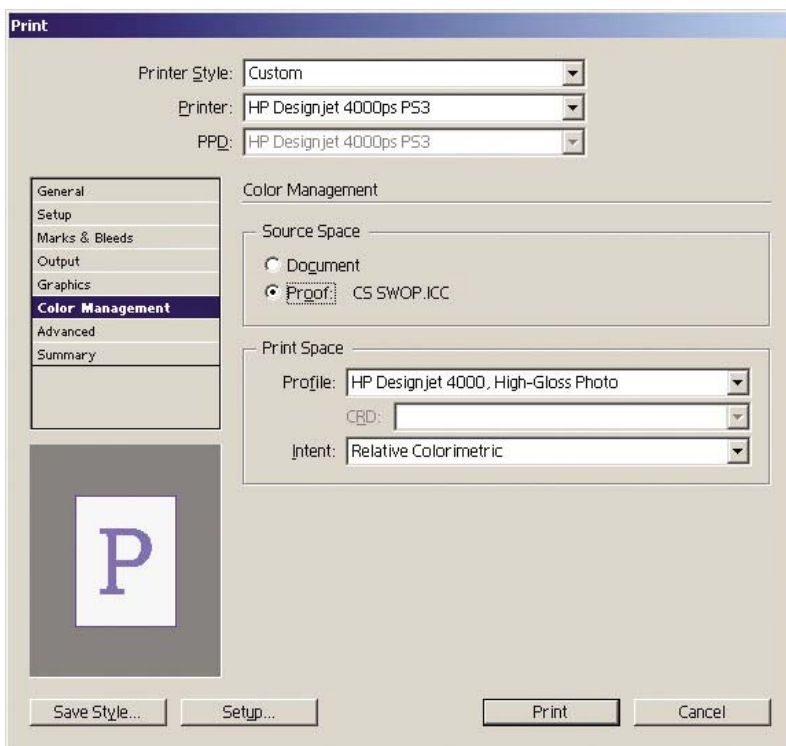 Print
Printer Style: Custom
Printer: HP Designjet 4000ps PS3
PPD: HP Designjet 4000ps PS3
General
Setup
Marks & Bleeds
Output
Graphics
Color Management
Advanced
Summary
Color Management
Source Space
Document
Proof: CS SWOP.ICC
Print Space
Profile: HP Designjet 4000, High-Gloss Photo
CRD:
Intent: Relative Colorimetric
P
Save Style... Setup... Print Cancel